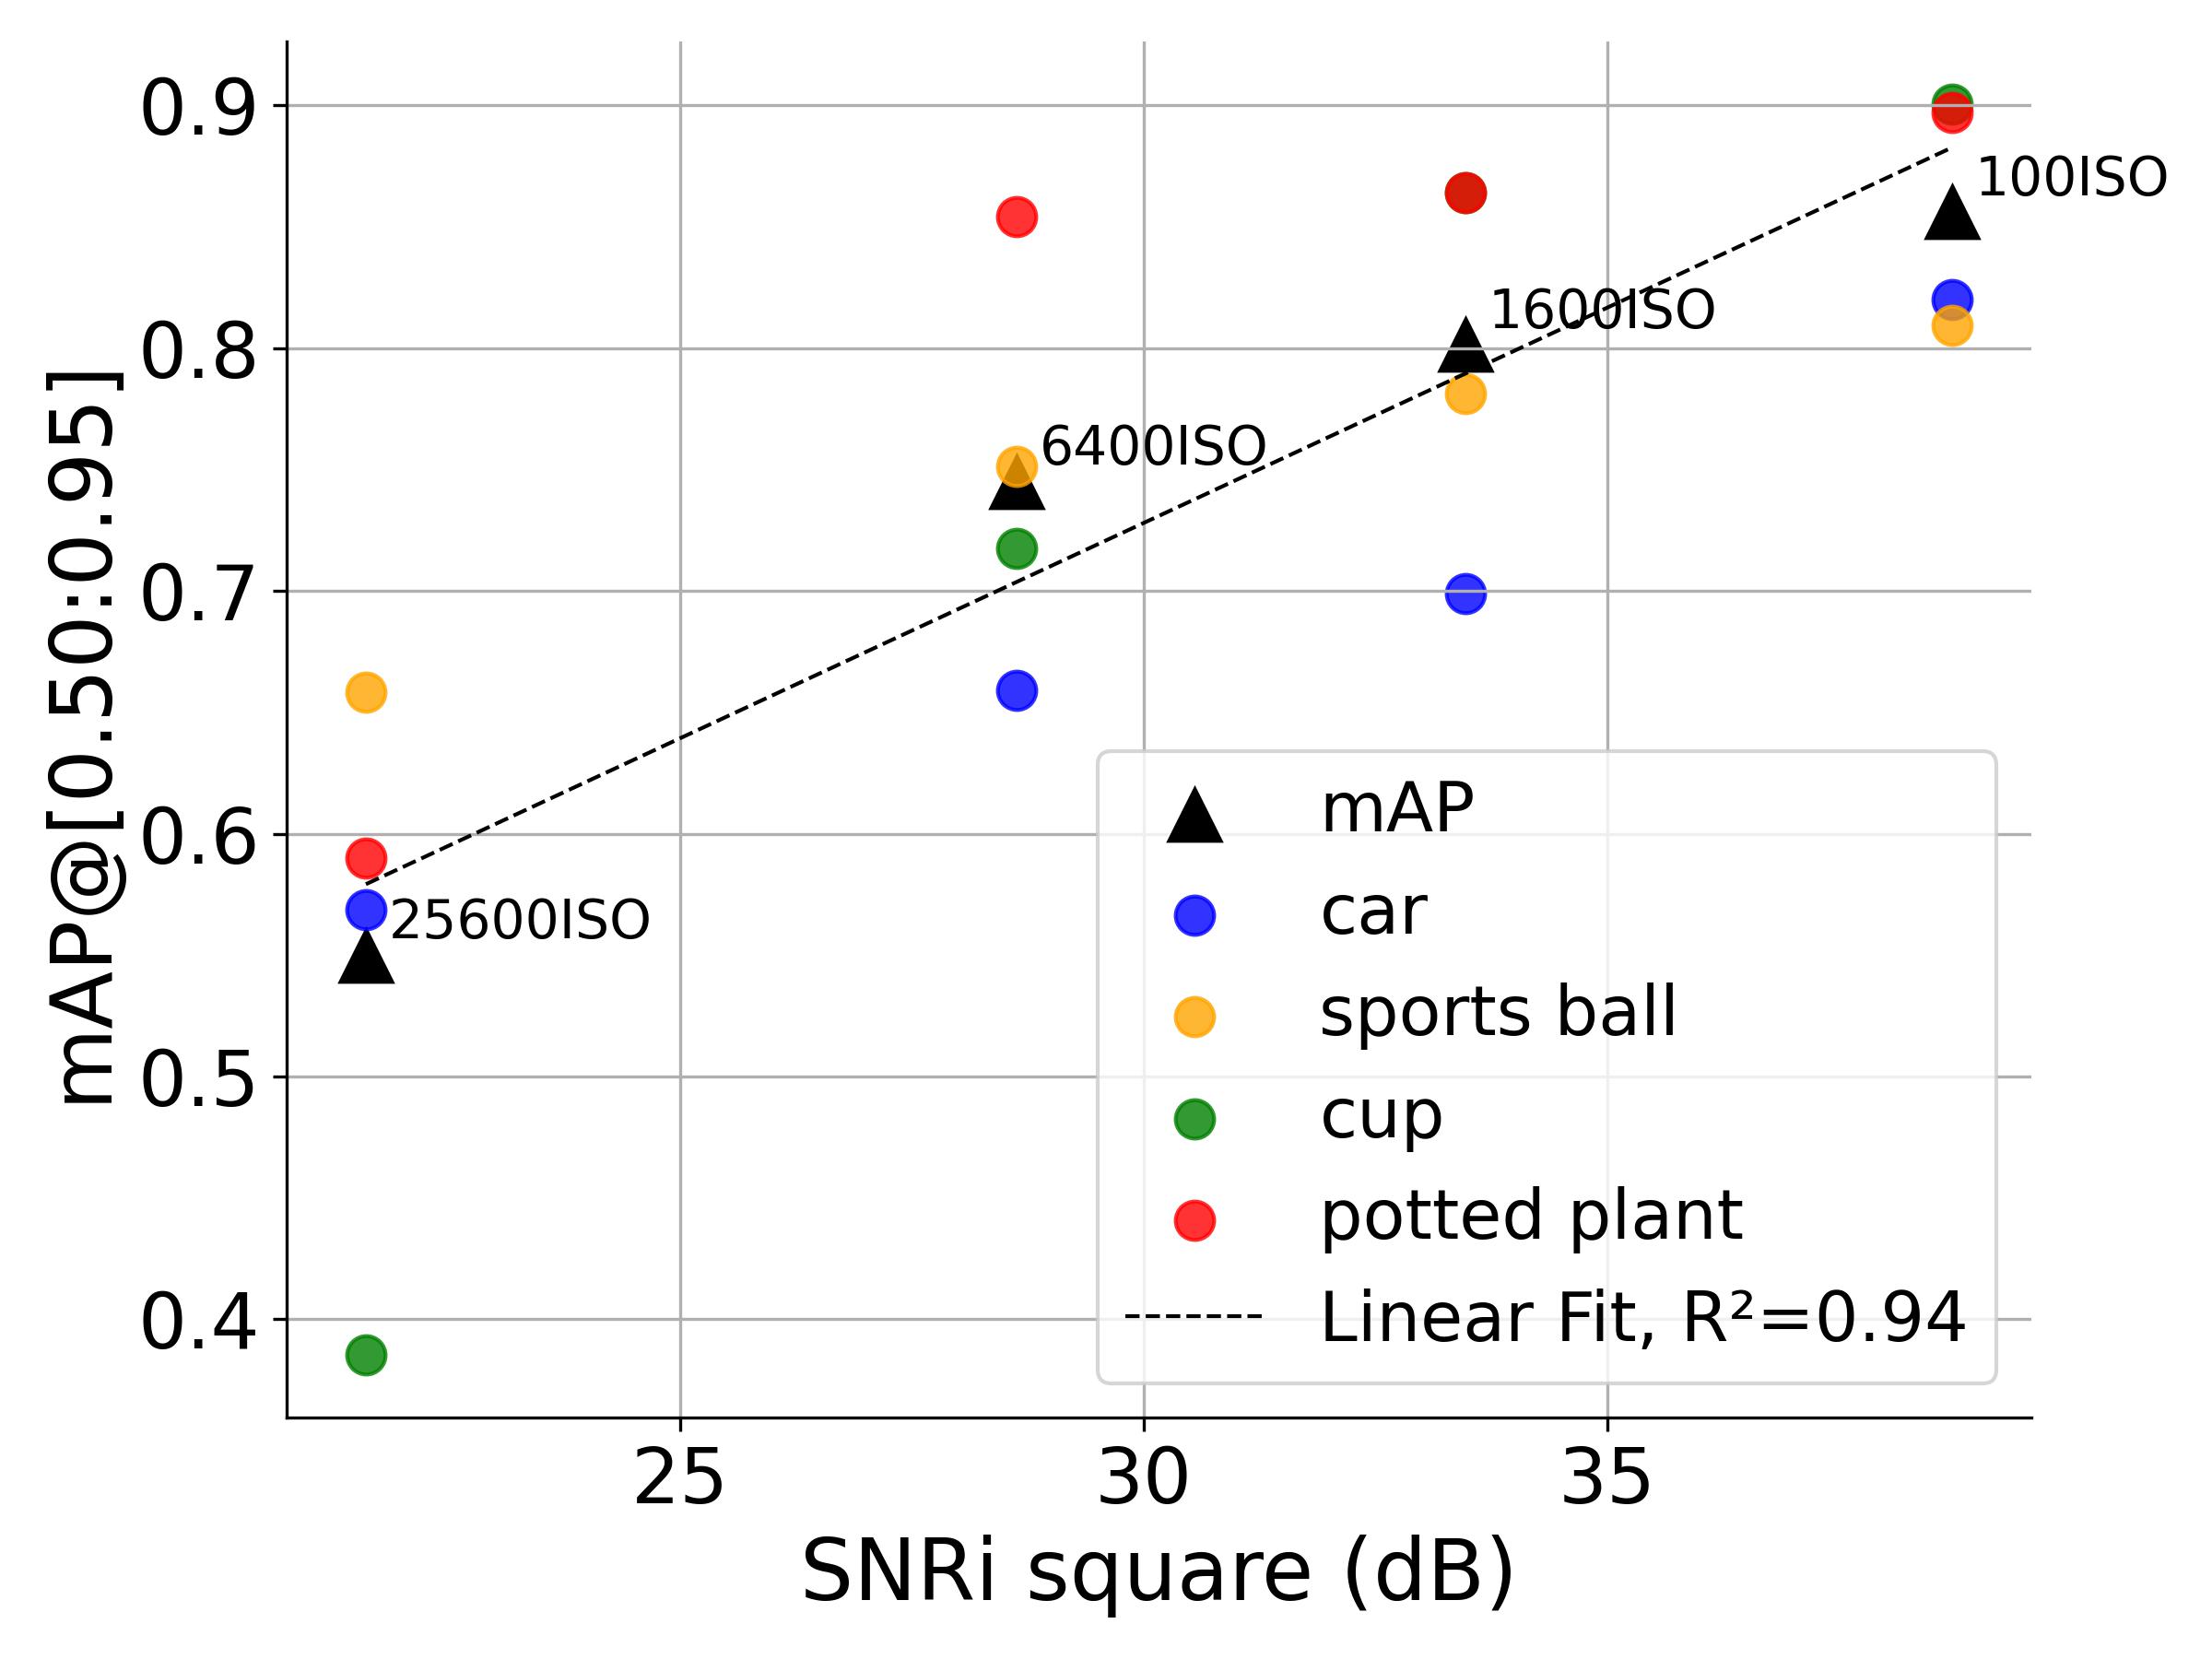 mAP@[0.50:0.95]
0.9
0.8
0.7
0.6
0.5
0.4
100ISO
1600ISO
6400ISO
25600ISO
mAP
car
sports ball
cup
potted plant
Linear Fit, R²=0.94
25
30
35
SNRi square (dB)